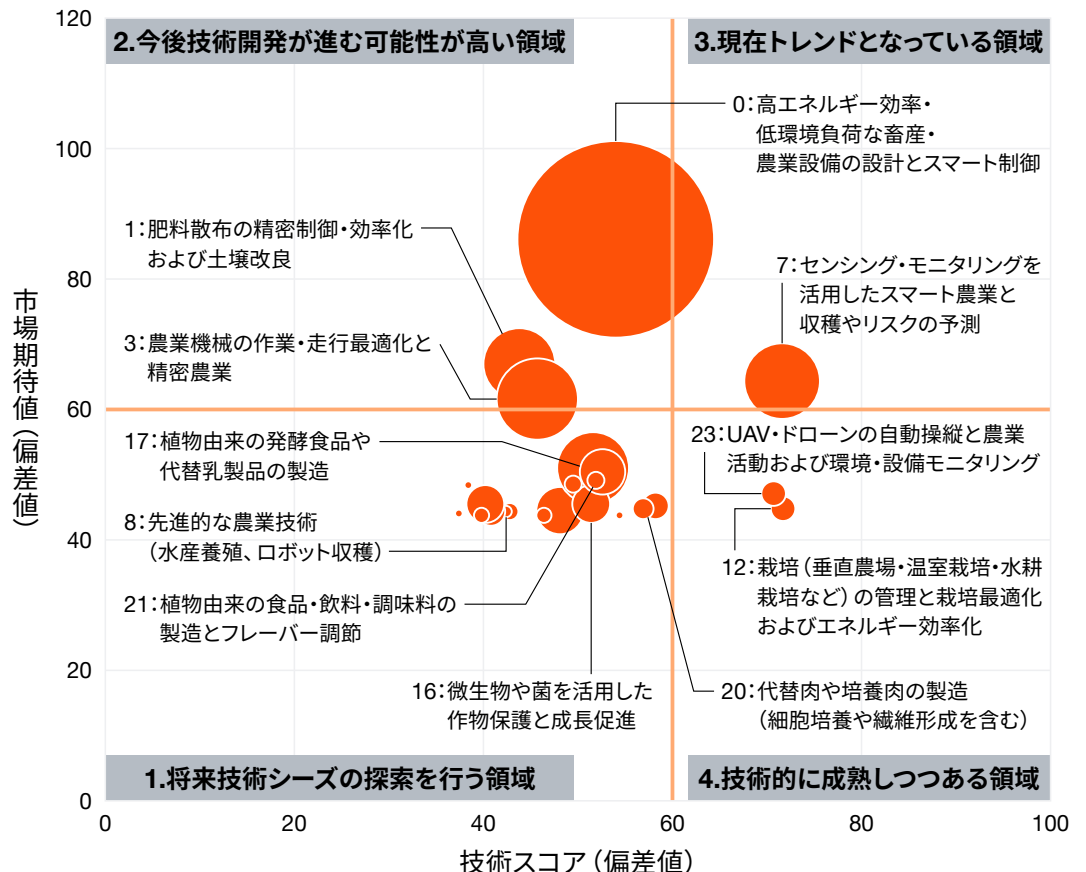 120
2.今後技術開発が進む可能性が高い領域
3.現在トレンドとなっている領域
0：高エネルギー効率・
低環境負荷な畜産・
農業設備の設計とスマート制御
100
1：肥料散布の精密制御・効率化
および土壌改良
7：センシング・モニタリングを
活用したスマート農業と
収穫やリスクの予測
80
3：農業機械の作業・走行最適化と
精密農業
市場期待値（偏差値）
60
17：植物由来の発酵食品や
代替乳製品の製造
23：UAV・ドローンの自動操縦と農業
活動および環境・設備モニタリング
8：先進的な農業技術
（水産養殖、ロボット収穫）
40
12：栽培（垂直農場・温室栽培・水耕
栽培など）の管理と栽培最適化
およびエネルギー効率化
21：植物由来の食品・飲料・調味料の
製造とフレーバー調節
20
16：微生物や菌を活用した
作物保護と成長促進
20：代替肉や培養肉の製造
（細胞培養や繊維形成を含む）
1.将来技術シーズの探索を行う領域
4.技術的に成熟しつつある領域
0
0
20
40
60
80
100
技術スコア（偏差値）